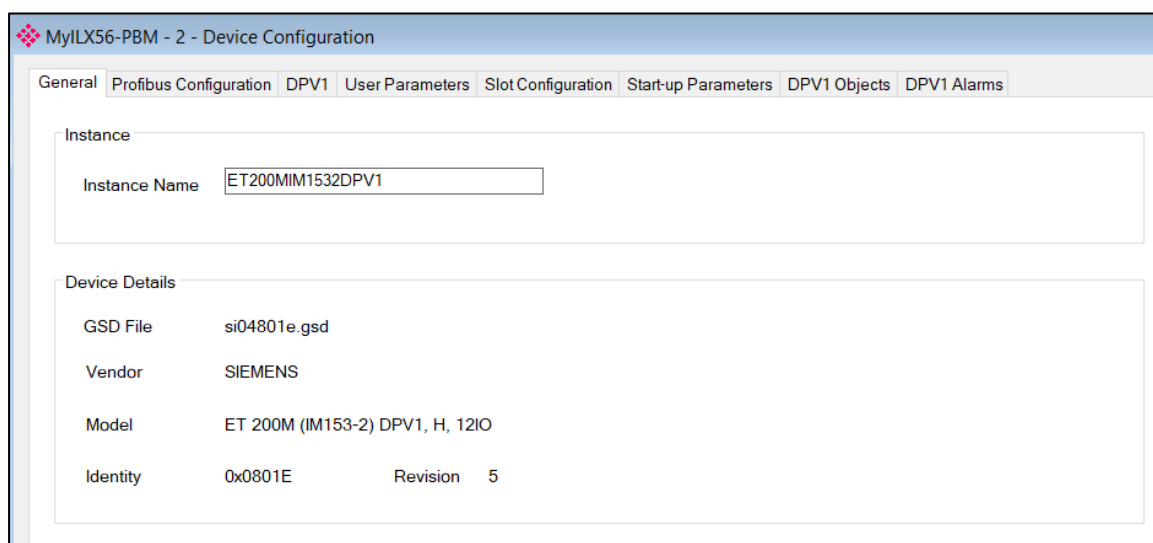 MyILX56-PBM - 2 - Device Configuration
General Profibus Configuration DPV1 User Parameters Slot Configuration Start-up Parameters DPV1 Objects DPV1 Alarms
Instance
Instance Name ET200MIM1532DPV1
Device Details
GSD File si04801e.gsd
Vendor SIEMENS
Model ET 200M (IM153-2) DPV1, H, 12IO
Identity 0x0801E Revision 5